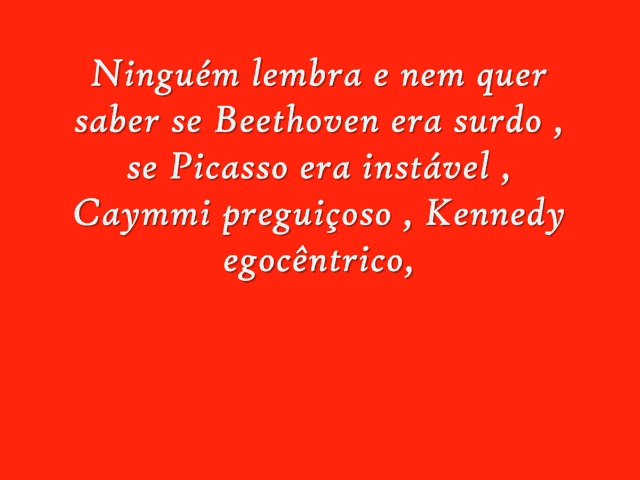 Ninguém lembra e nem quer
saber se Beethoven era surdo ,
se Picasso era instável ,
Caymmi preguiçoso , Kennedy
egocêntrico,